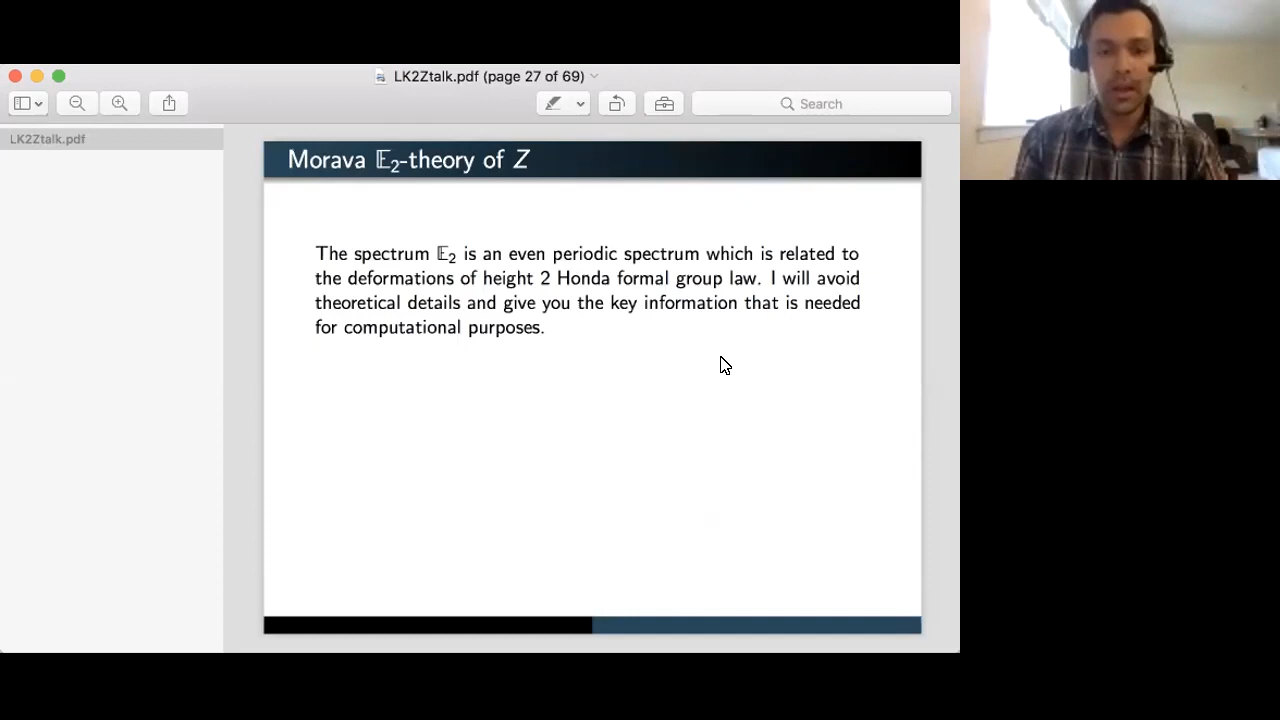 LK2Ztalk.pdf (page 27 of 69)
Search
LK2Ztalk.pdf
Morava 𝔼₂-theory of Z
The spectrum 𝔼₂ is an even periodic spectrum which is related to
the deformations of height 2 Honda formal group law. I will avoid
theoretical details and give you the key information that is needed
for computational purposes.